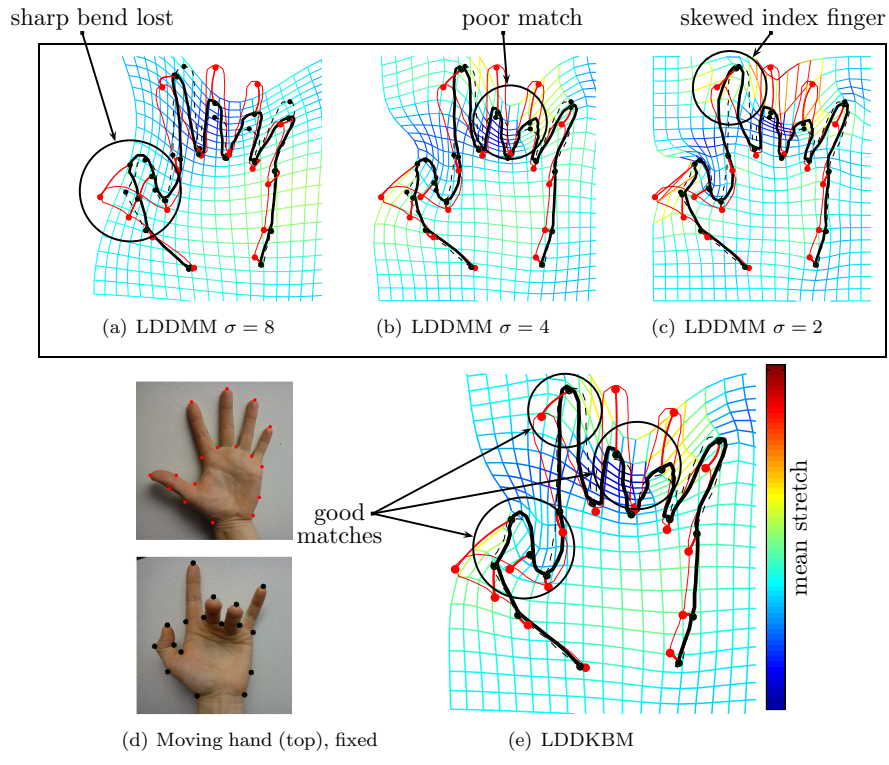 sharp bend lost
poor match
skewed index finger
(a) LDDMM σ = 8
(b) LDDMM σ = 4
(c) LDDMM σ = 2
good
matches
mean stretch
(d) Moving hand (top), fixed
(e) LDDKBM